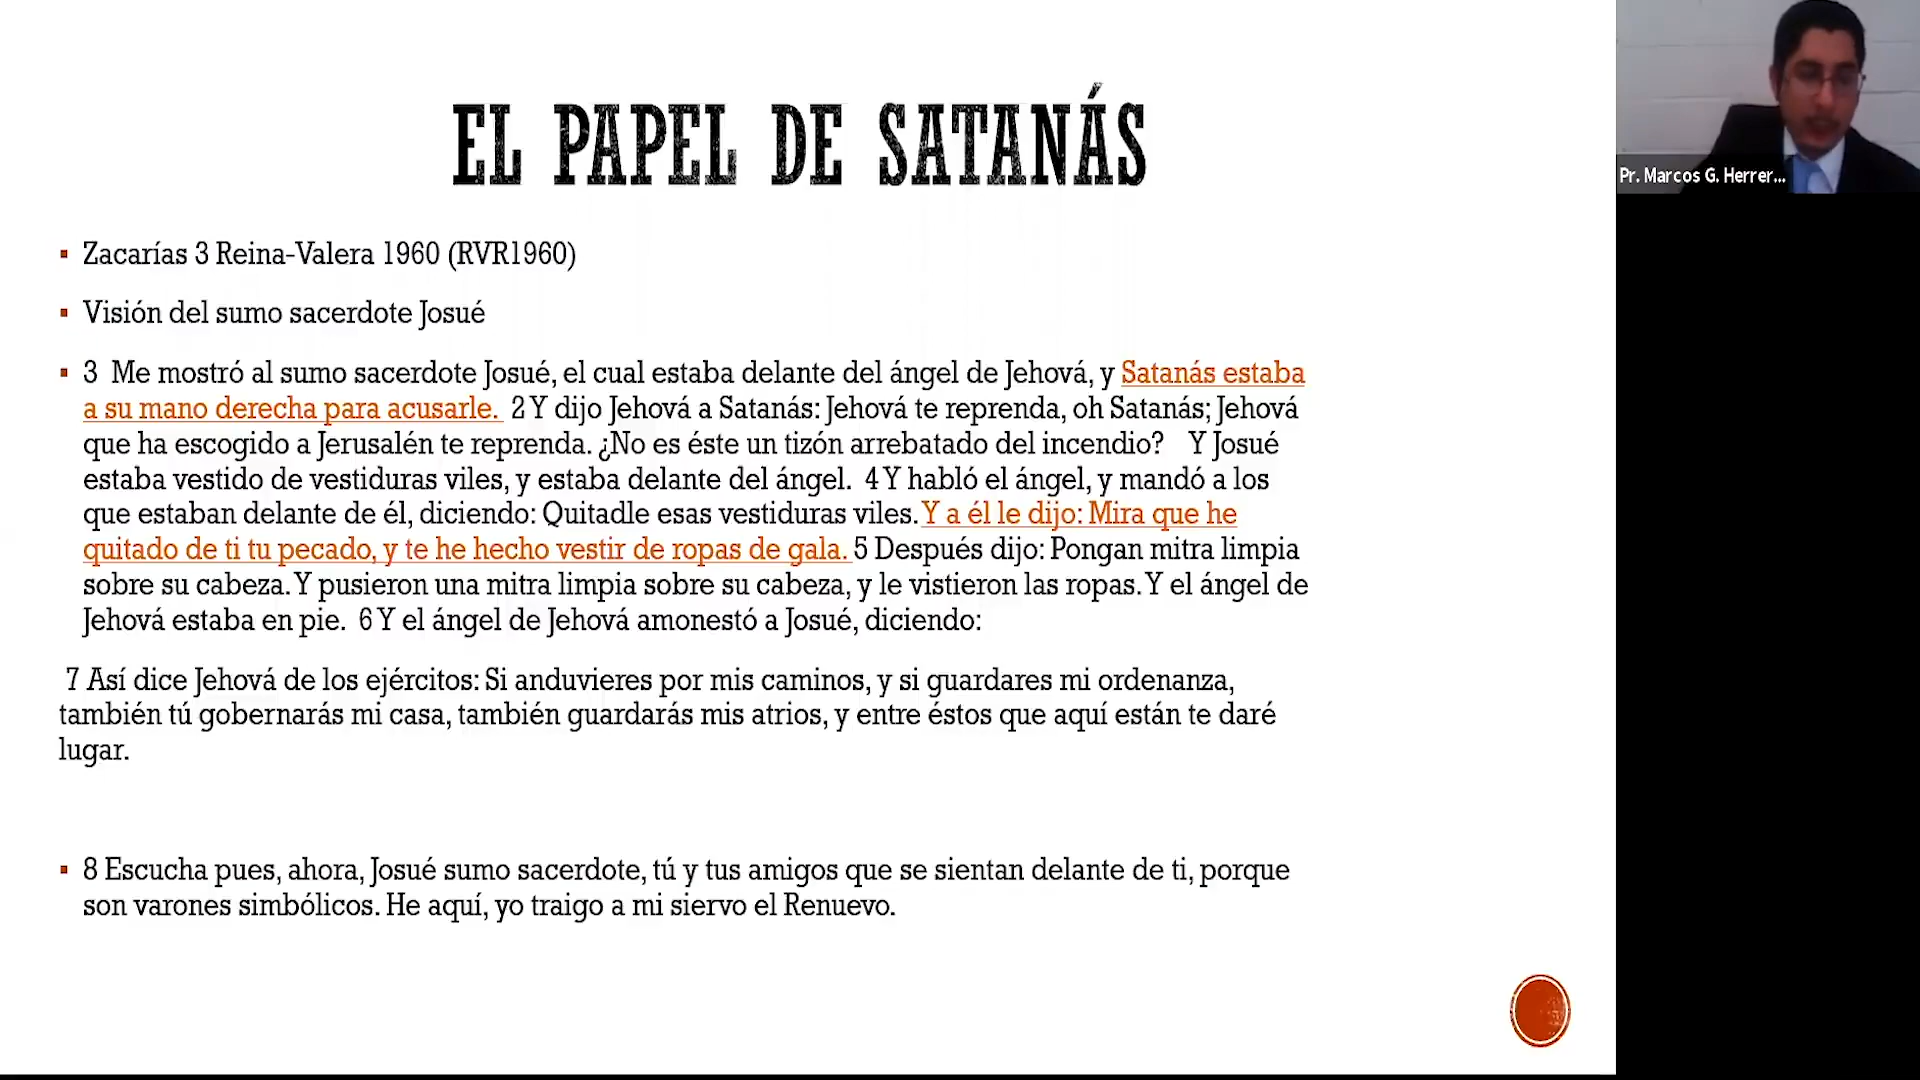 EL PAPEL DE SATANÁS
Pr. Marcos G. Herrer...
▪ Zacarías 3 Reina-Valera 1960 (RVR1960)
▪ Visión del sumo sacerdote Josué
▪ 3 Me mostró al sumo sacerdote Josué, el cual estaba delante del ángel de Jehová, y Satanás estaba
a su mano derecha para acusarle. 2 Y dijo Jehová a Satanás: Jehová te reprenda, oh Satanás; Jehová
que ha escogido a Jerusalén te reprenda. ¿No es éste un tizón arrebatado del incendio? Y Josué
estaba vestido de vestiduras viles, y estaba delante del ángel. 4 Y habló el ángel, y mandó a los
que estaban delante de él, diciendo: Quitadle esas vestiduras viles. Y a él le dijo: Mira que he
quitado de ti tu pecado, y te he hecho vestir de ropas de gala. 5 Después dijo: Pongan mitra limpia
sobre su cabeza. Y pusieron una mitra limpia sobre su cabeza, y le vistieron las ropas. Y el ángel de
Jehová estaba en pie. 6 Y el ángel de Jehová amonestó a Josué, diciendo:
7 Así dice Jehová de los ejércitos: Si anduvieres por mis caminos, y si guardares mi ordenanza,
también tú gobernarás mi casa, también guardarás mis atrios, y entre éstos que aquí están te daré
lugar.
▪ 8 Escucha pues, ahora, Josué sumo sacerdote, tú y tus amigos que se sientan delante de ti, porque
son varones simbólicos. He aquí, yo traigo a mi siervo el Renuevo.